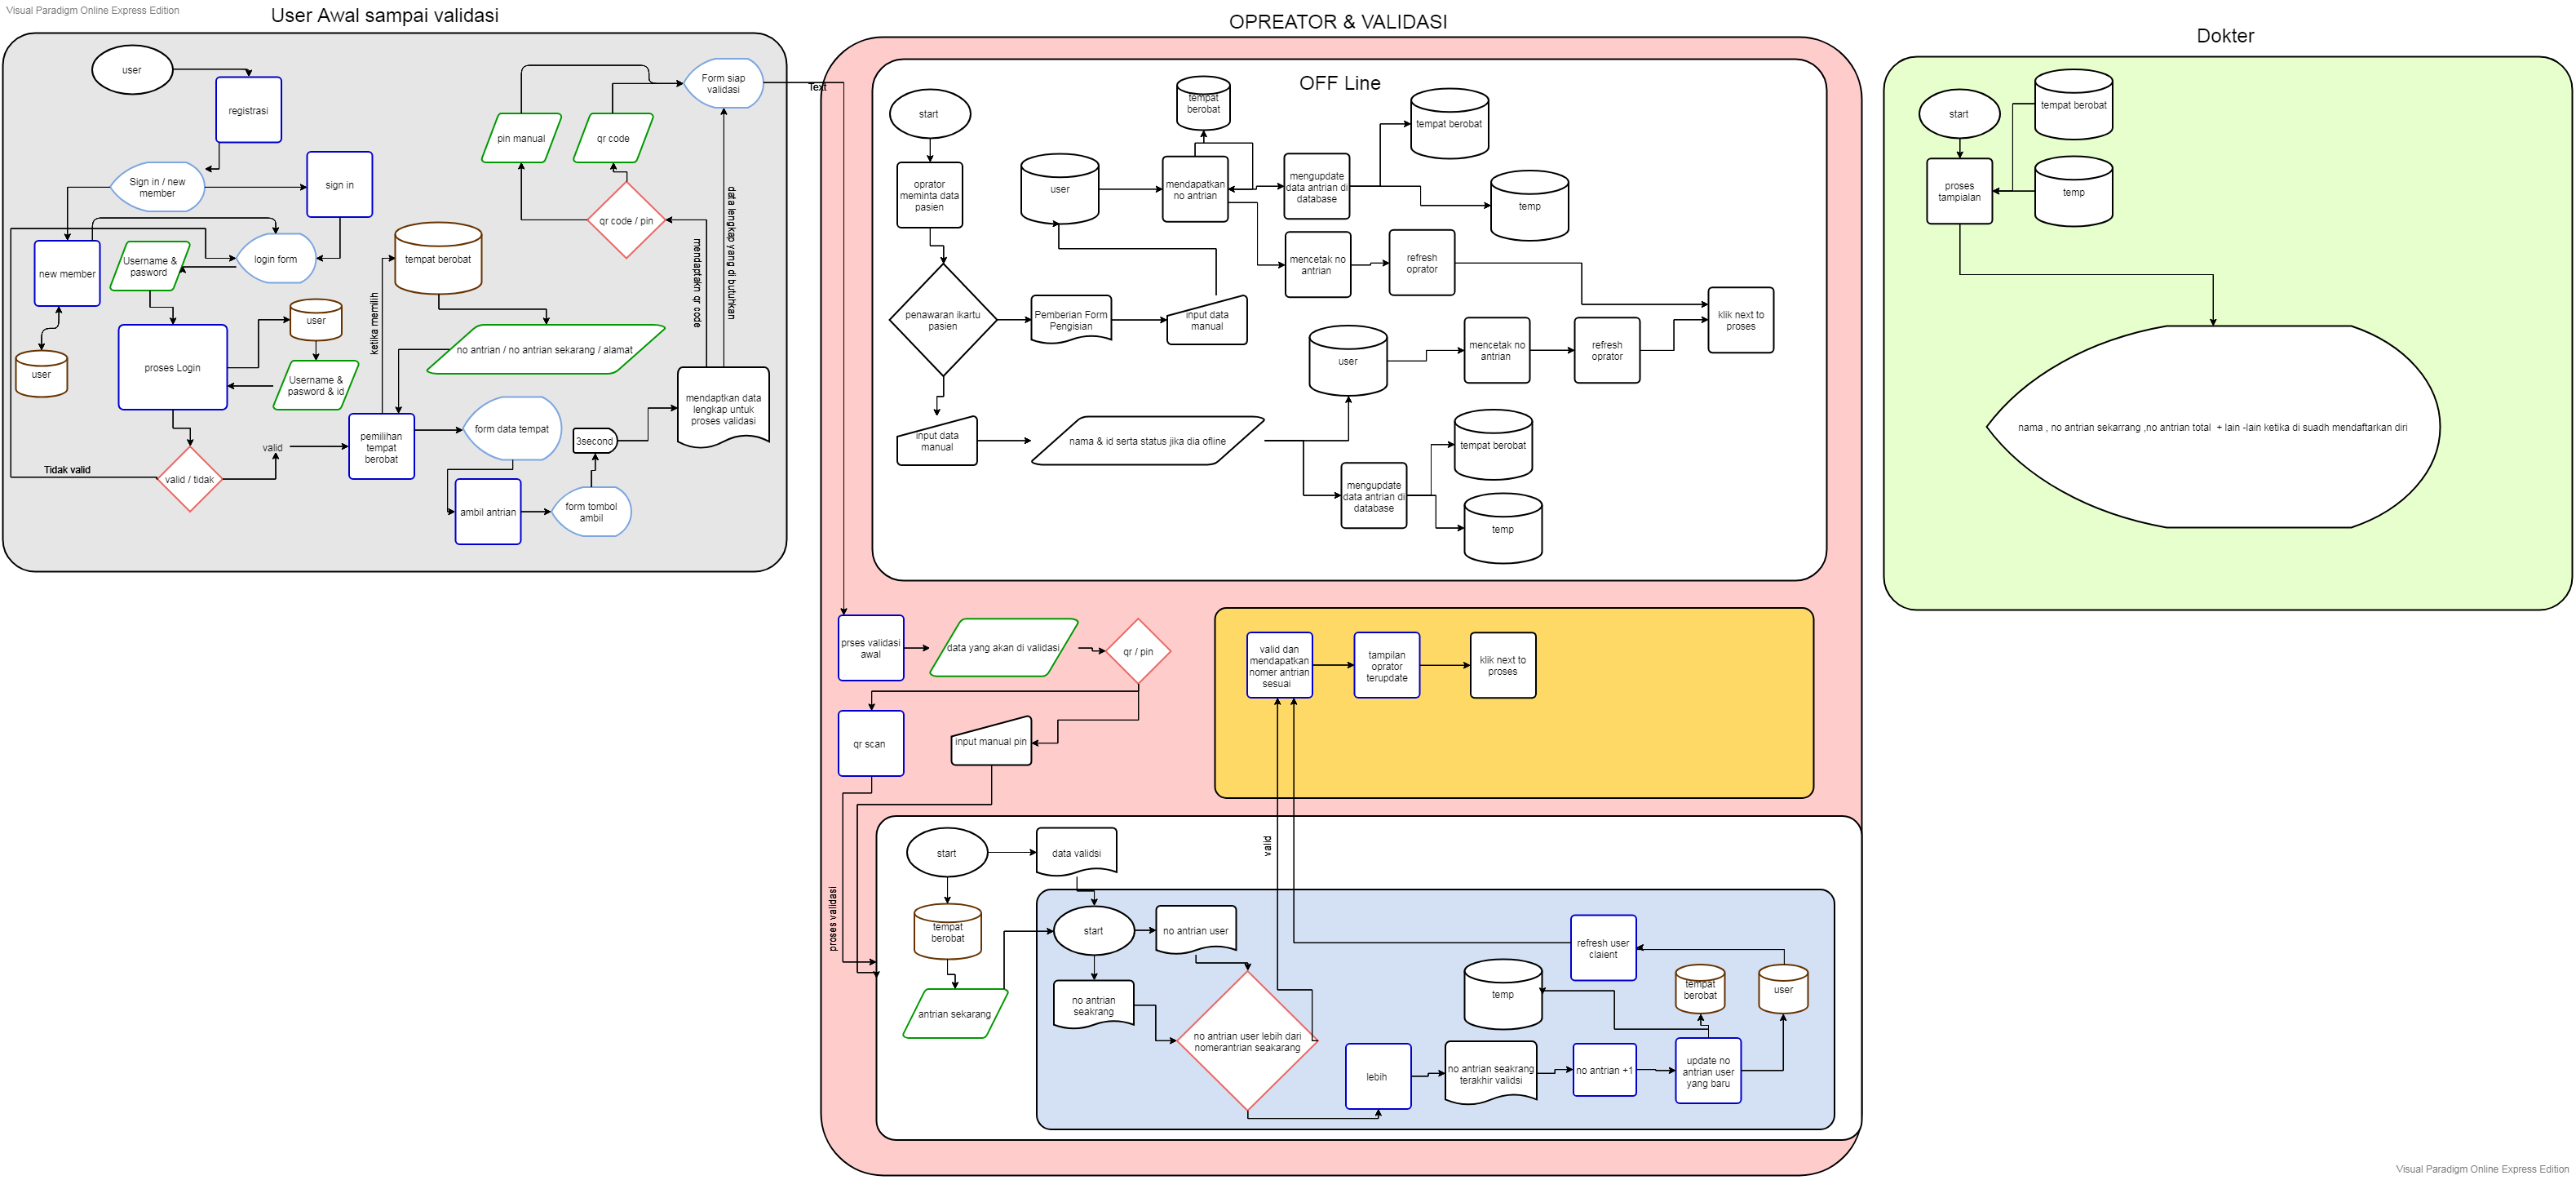 Visual Paradigm Online Express Edition
User Awal sampai validasi
user
registrasi
Sign in / new
member
sign in
new member
Username &
pasword
login form
user
proses Login
user
Username &
pasword & id
valid / tidak
Tidak valid
valid
pemilihan
tempat
berobat
ketika memilih
tempat berobat
no antrian / no antrian sekarang / alamat
form data tempat
ambil antrian
form tombol
ambil
3second
mendaptkan data
lengkap untuk
proses validasi
mendaptakn qr code
data lengkap yang di butuhkan
qr code / pin
pin manual
qr code
Form siap
validasi
Text
OPREATOR & VALIDASI
OFF Line
start
oprator
meminta data
pasien
penawaran ikartu
pasien
Pemberian Form
Pengisian
input data
manual
user
mendapatkan
no antrian
tempat
berobat
mengupdate
data antrian di
database
tempat berobat
temp
mencetak no
antrian
refresh
oprator
klik next to
proses
input data
manual
nama & id serta status jika dia ofline
user
mencetak no
antrian
refresh
oprator
mengupdate
data antrian di
database
tempat berobat
temp
prses validasi
awal
data yang akan di validasi
qr / pin
qr scan
input manual pin
proses validasi
valid dan
mendapatkan
nomer antrian
sesuai
tampilan
oprator
terupdate
klik next to
proses
valid
start
data validsi
tempat
berobat
antrian sekarang
start
no antrian user
no antrian
seakrang
no antrian user lebih dari
nomerantrian seakarang
lebih
no antrian seakrang
terakhir validsi
no antrian +1
update no
antrian user
yang baru
temp
tempat
berobat
user
refresh user
claient
Dokter
start
proses
tampialan
tempat berobat
temp
nama , no antrian sekarrang ,no antrian total + lain -lain ketika di suadh mendaftarkan diri
Visual Paradigm Online Express Edition